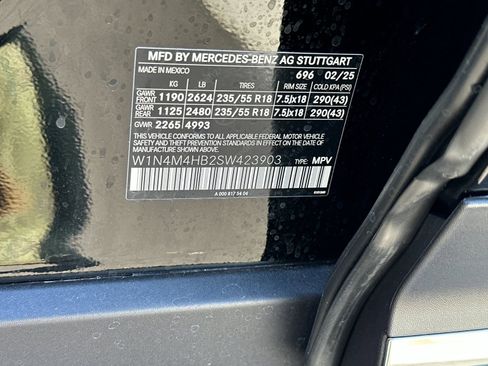 MFD BY MERCEDES-BENZ AG STUTTGART
MADE IN MEXICO 696 02/25
KG LB TIRES RIM SIZE COLD KPA(PSI)
GAWR FRONT 1190 2624 235/55 R18 7.5Jx18 290(43)
GAWR REAR 1125 2480 235/55 R18 7.5Jx18 290(43)
GVWR 2265 4993
THIS VEHICLE CONFORMS TO ALL APPLICABLE FEDERAL MOTOR VEHICLE
SAFETY, BUMPER, AND THEFT PREVENTION STANDARDS IN EFFECT ON THE
DATE OF MANUFACTURE SHOWN ABOVE.
W1N4M4HB2SW423903 TYPE: MPV
A 000 817 54 04